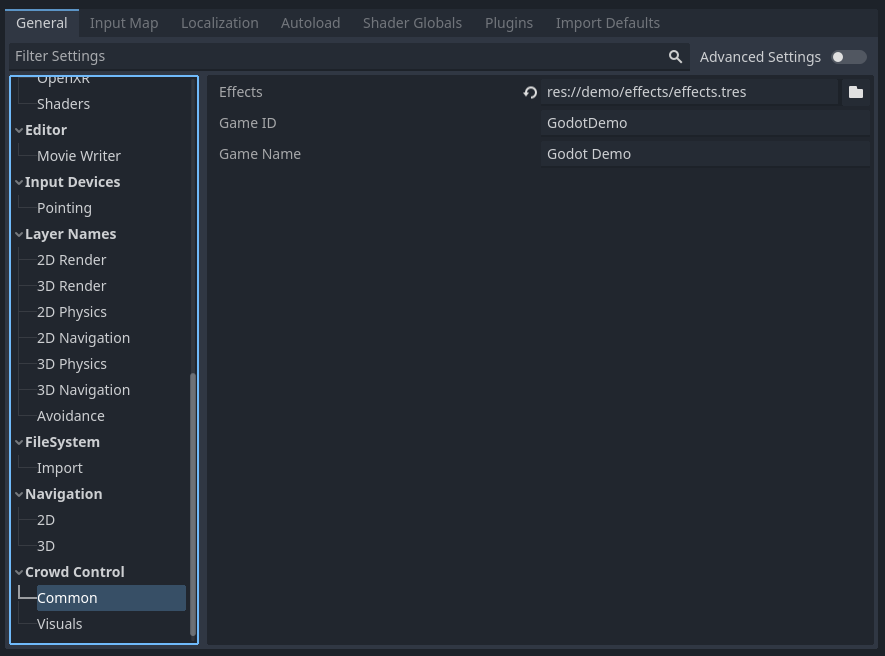 General Input Map Localization Autoload Shader Globals Plugins Import Defaults
Filter Settings
Advanced Settings
OpenXR
Shaders
Editor
Movie Writer
Input Devices
Pointing
Layer Names
2D Render
3D Render
2D Physics
2D Navigation
3D Physics
3D Navigation
Avoidance
FileSystem
Import
Navigation
2D
3D
Crowd Control
Common
Visuals
Effects res://demo/effects/effects.tres
Game ID GodotDemo
Game Name Godot Demo